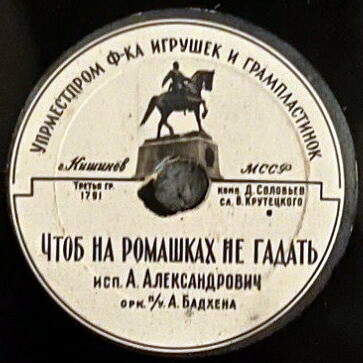 УПРМЕСТПРОМ Ф-КА ИГРУШЕК И ГРАМПЛАСТИНОК
г. Кишинев
МССР
Третья гр.
1791
комп. Д. Соловьев
сл. В. Крутецкого
Чтоб на ромашках не гадать
исп. А. Александрович
орк. п/у. А. Бадхена